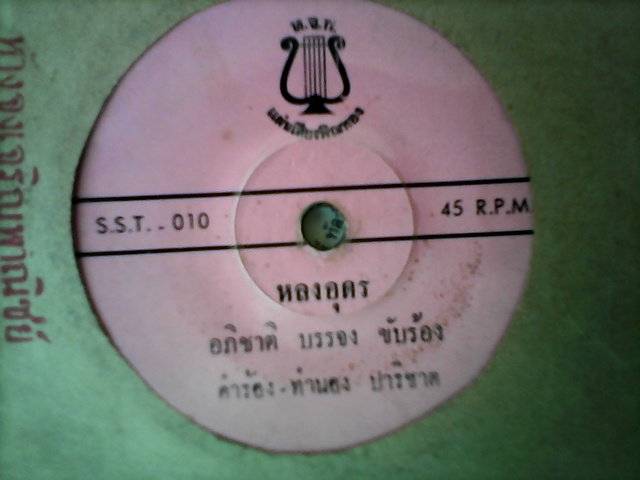 ห.จ.ก.
แผ่นเสียงพิณทอง
S.S.T. - 010
45 R.P.M.
หลงอุดร
อภิชาติ บรรจง ขับร้อง
คำร้อง - ทำนอง ปาริชาต